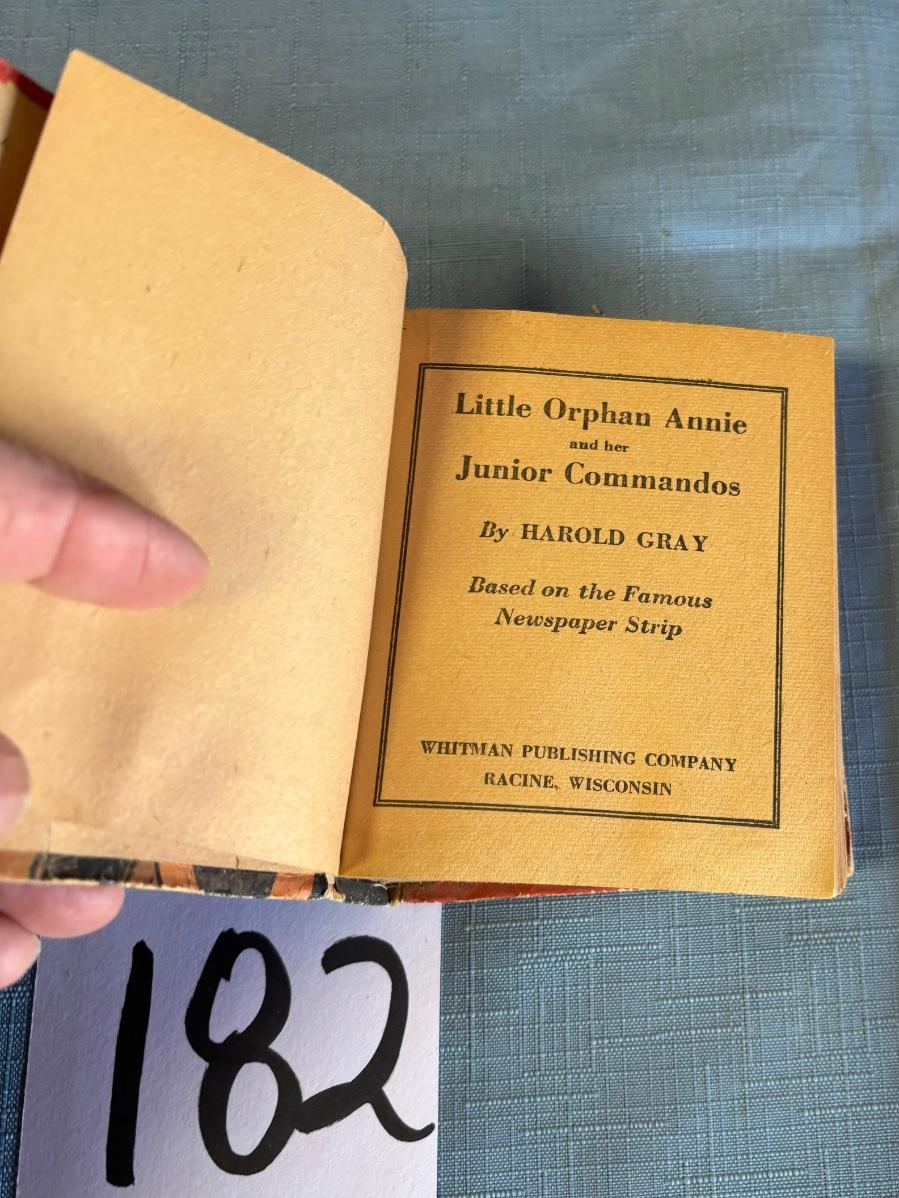 Little Orphan Annie
and her
Junior Commandos
By HAROLD GRAY
Based on the Famous
Newspaper Strip
WHITMAN PUBLISHING COMPANY
RACINE, WISCONSIN
182